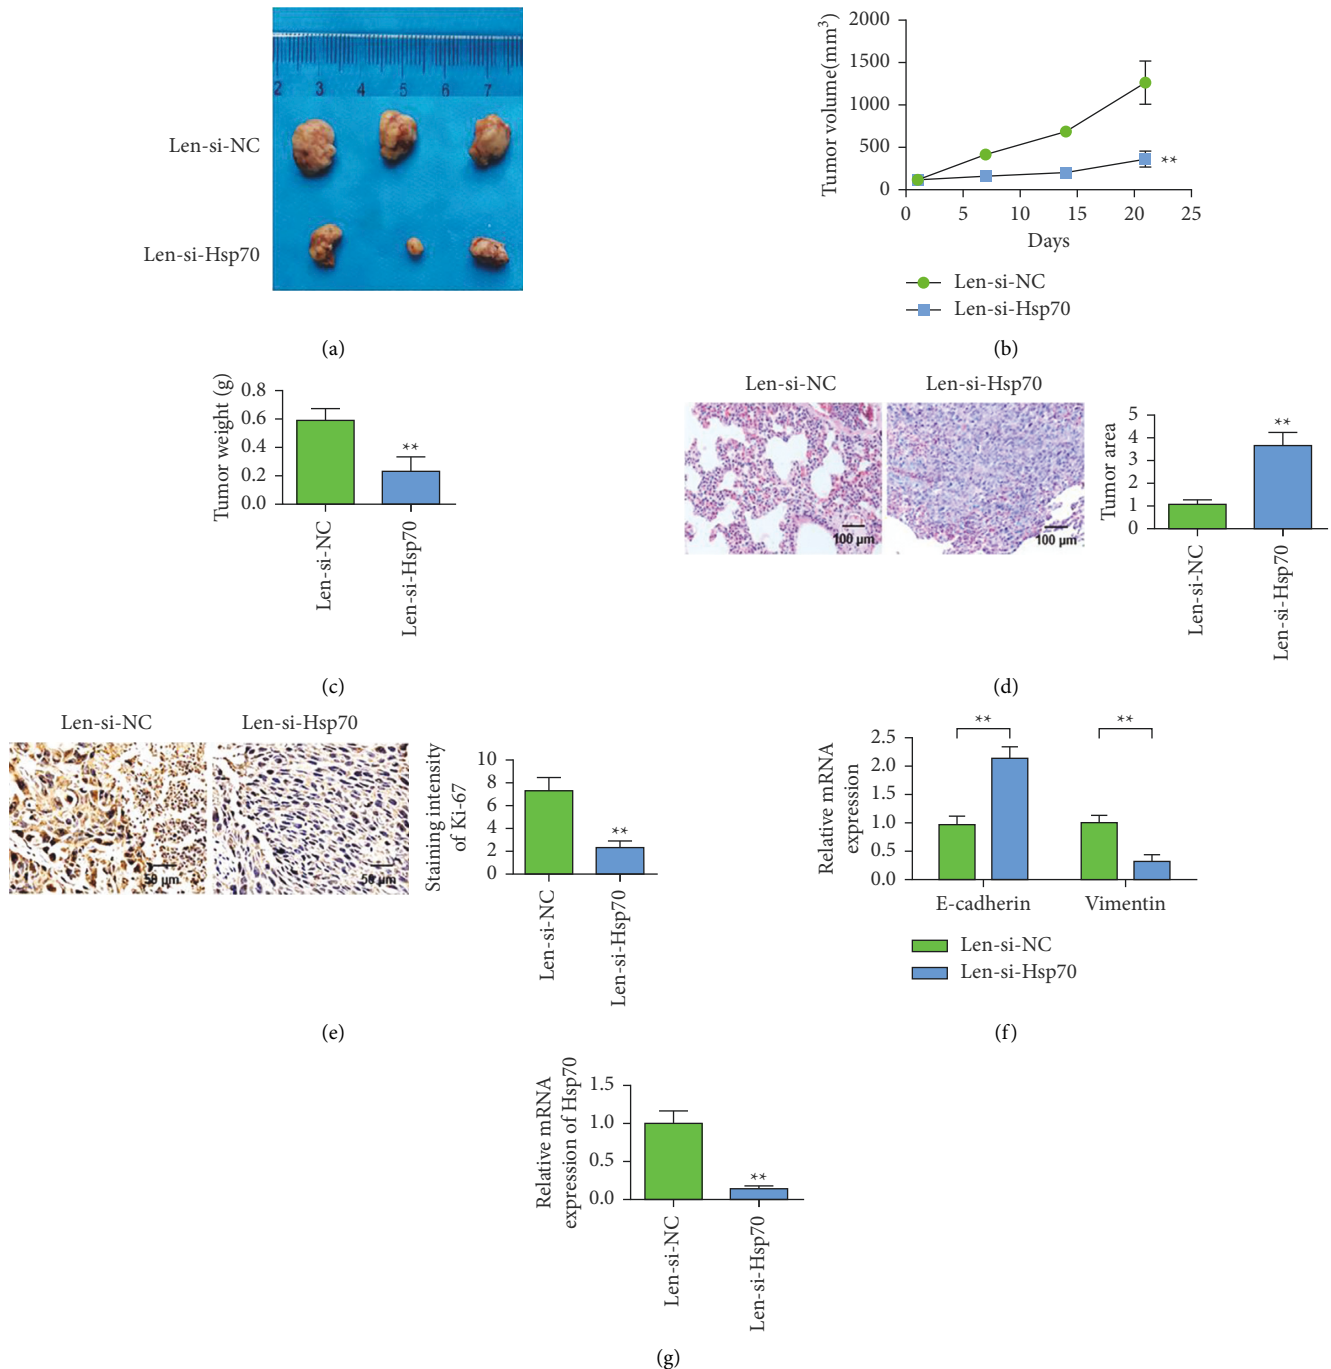 2 3 4 5 6 7
Len-si-NC
Len-si-Hsp70
(a)
Tumor volume(mm³)
2000
1500
1000
500
0
0 5 10 15 20 25
Days
**
Len-si-NC
Len-si-Hsp70
(b)
Tumor weight (g)
0.8
0.6
0.4
0.2
0.0
**
Len-si-NC
Len-si-Hsp70
(c)
Len-si-NC
Len-si-Hsp70
100 µm
100 µm
Tumor area
5
4
3
2
1
0
**
Len-si-NC
Len-si-Hsp70
(d)
Len-si-NC
Len-si-Hsp70
50 µm
50 µm
Staining intensity
of Ki-67
10
8
6
4
2
0
**
Len-si-NC
Len-si-Hsp70
(e)
Relative mRNA
expression
2.5
2.0
1.5
1.0
0.5
0.0
**
**
E-cadherin
Vimentin
Len-si-NC
Len-si-Hsp70
(f)
Relative mRNA
expression of Hsp70
1.5
1.0
0.5
0.0
**
Len-si-NC
Len-si-Hsp70
(g)